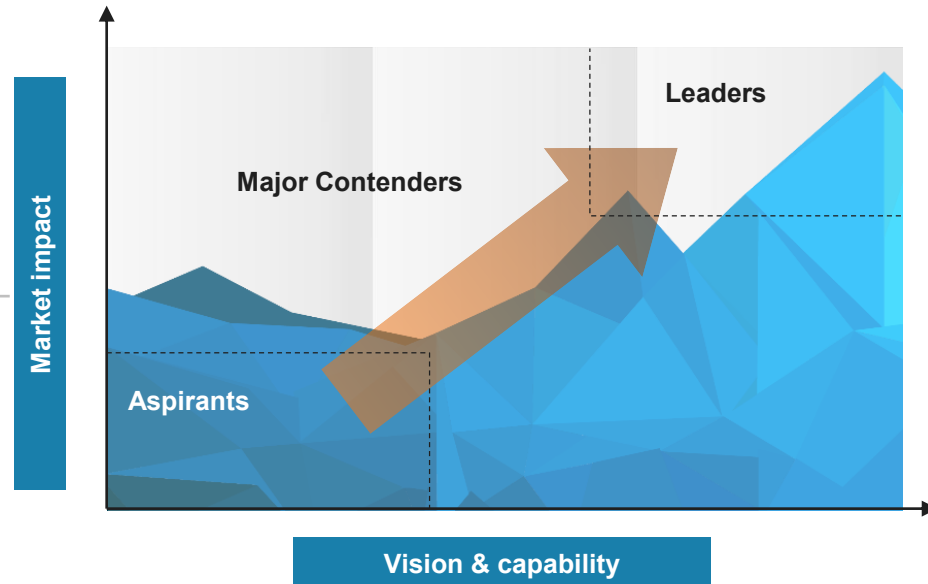 Leaders
Major Contenders
Market impact
Aspirants
Vision & capability